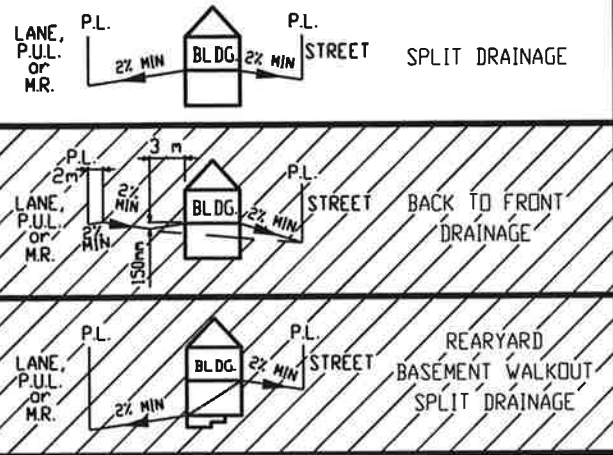 P.L.
P.L.
LANE,
P.U.L.
or
M.R.
2% MIN
BLDG.
2% MIN
STREET
SPLIT DRAINAGE
3 m
P.L.
2m
P.L.
LANE,
P.U.L.
or
M.R.
2% MIN
2% MIN
150mm
BLDG.
2% MIN
STREET
BACK TO FRONT
DRAINAGE
P.L.
P.L.
LANE,
P.U.L.
or
M.R.
2% MIN
BLDG.
2% MIN
STREET
REARYARD
BASEMENT WALKOUT
SPLIT DRAINAGE